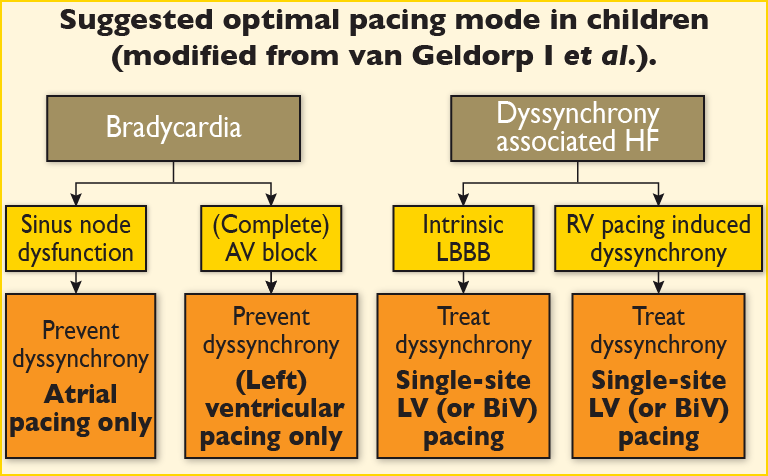 Suggested optimal pacing mode in children
(modified from van Geldorp I et al.).
Bradycardia
Dyssynchrony
associated HF
Sinus node
dysfunction
(Complete)
AV block
Intrinsic
LBBB
RV pacing induced
dyssynchrony
Prevent
dyssynchrony
Atrial
pacing only
Prevent
dyssynchrony
(Left)
ventricular
pacing only
Treat
dyssynchrony
Single-site
LV (or BiV)
pacing
Treat
dyssynchrony
Single-site
LV (or BiV)
pacing